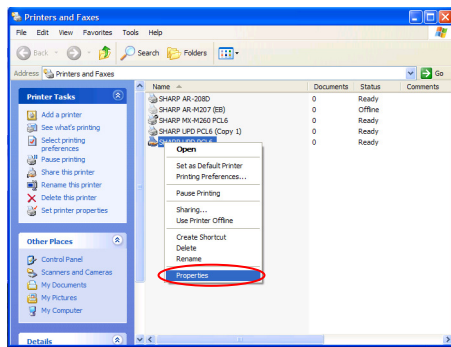 Printers and Faxes
File Edit View Favorites Tools Help
Back Search Folders
Address Printers and Faxes Go
Name Documents Status Comments
SHARP AR-208D 0 Ready
SHARP AR-M207 (EB) 0 Offline
SHARP MX-M260 PCL6 0 Ready
SHARP UPD PCL6 (Copy 1) 0 Ready
SHARP UPD PCL6 0 Ready
Open
Set as Default Printer
Printing Preferences...
Pause Printing
Sharing...
Use Printer Offline
Create Shortcut
Delete
Rename
Properties
Printer Tasks
Add a printer
See what's printing
Select printing
preferences
Pause printing
Share this printer
Rename this printer
Delete this printer
Set printer properties
Other Places
Control Panel
Scanners and Cameras
My Documents
My Pictures
My Computer
Details